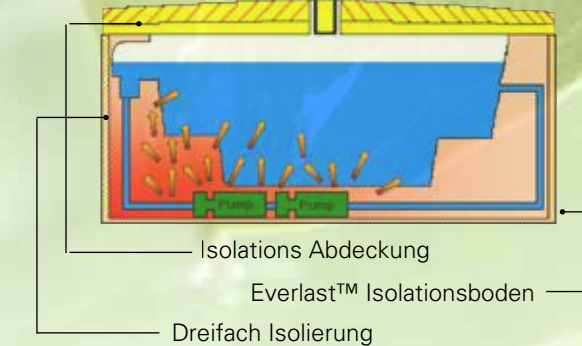 Pump Pump
Isolations Abdeckung
Everlast™ Isolationsboden
Dreifach Isolierung